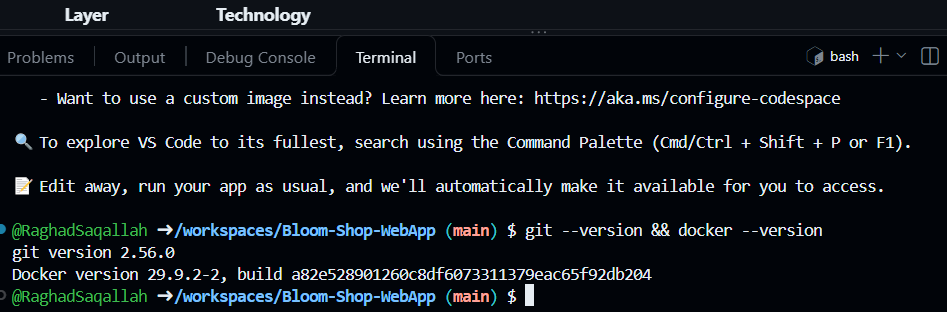 Layer Technology
Problems Output Debug Console Terminal Ports bash
- Want to use a custom image instead? Learn more here: https://aka.ms/configure-codespace
🔍 To explore VS Code to its fullest, search using the Command Palette (Cmd/Ctrl + Shift + P or F1).
📝 Edit away, run your app as usual, and we'll automatically make it available for you to access.
@RaghadSaqallah ➜/workspaces/Bloom-Shop-WebApp (main) $ git --version && docker --version
git version 2.56.0
Docker version 29.9.2-2, build a82e528901260c8df6073311379eac65f92db204
@RaghadSaqallah ➜/workspaces/Bloom-Shop-WebApp (main) $